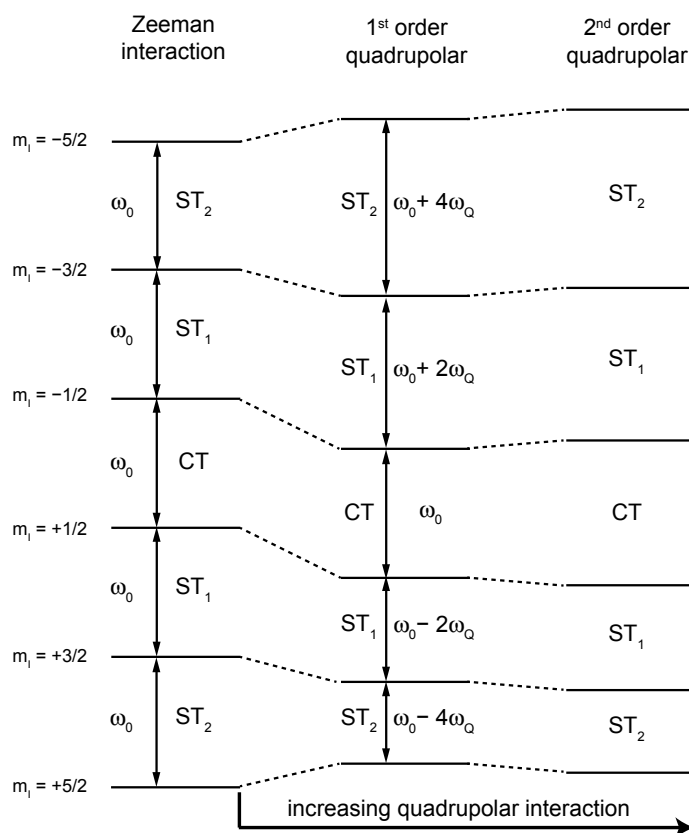 Zeeman interaction
1st order quadrupolar
2nd order quadrupolar
mI = −5/2
ω0 ST2
ST2 ω0 + 4ωQ
ST2
mI = −3/2
ω0 ST1
ST1 ω0 + 2ωQ
ST1
mI = −1/2
ω0 CT
CT ω0
CT
mI = +1/2
ω0 ST1
ST1 ω0 − 2ωQ
ST1
mI = +3/2
ω0 ST2
ST2 ω0 − 4ωQ
ST2
mI = +5/2
increasing quadrupolar interaction